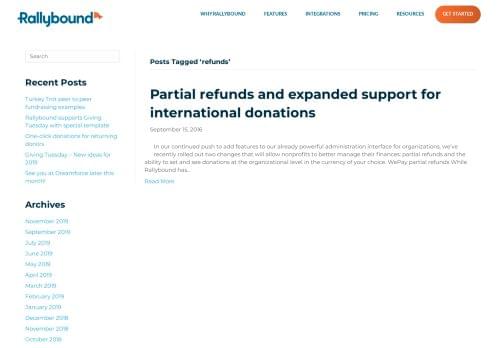 Rallybound
WHY RALLYBOUND
FEATURES
INTEGRATIONS
PRICING
RESOURCES
GET STARTED
Search
Recent Posts
Turkey Trot peer to peer
fundraising examples
Rallybound supports Giving
Tuesday with special template
One-click donations for returning
donors
Giving Tuesday – New ideas for
2019
See you at Dreamforce later this
month!
Archives
November 2019
September 2019
July 2019
June 2019
May 2019
April 2019
March 2019
February 2019
January 2019
December 2018
November 2018
October 2018
Posts Tagged ‘refunds’
Partial refunds and expanded support for
international donations
September 15, 2016
In our continued push to add features to our already powerful administration interface for organizations, we’ve
recently rolled out two changes that will allow nonprofits to better manage their finances: partial refunds and the
ability to set and see donations at the organizational level in the currency of your choice. WePay partial refunds While
Rallybound has...
Read More